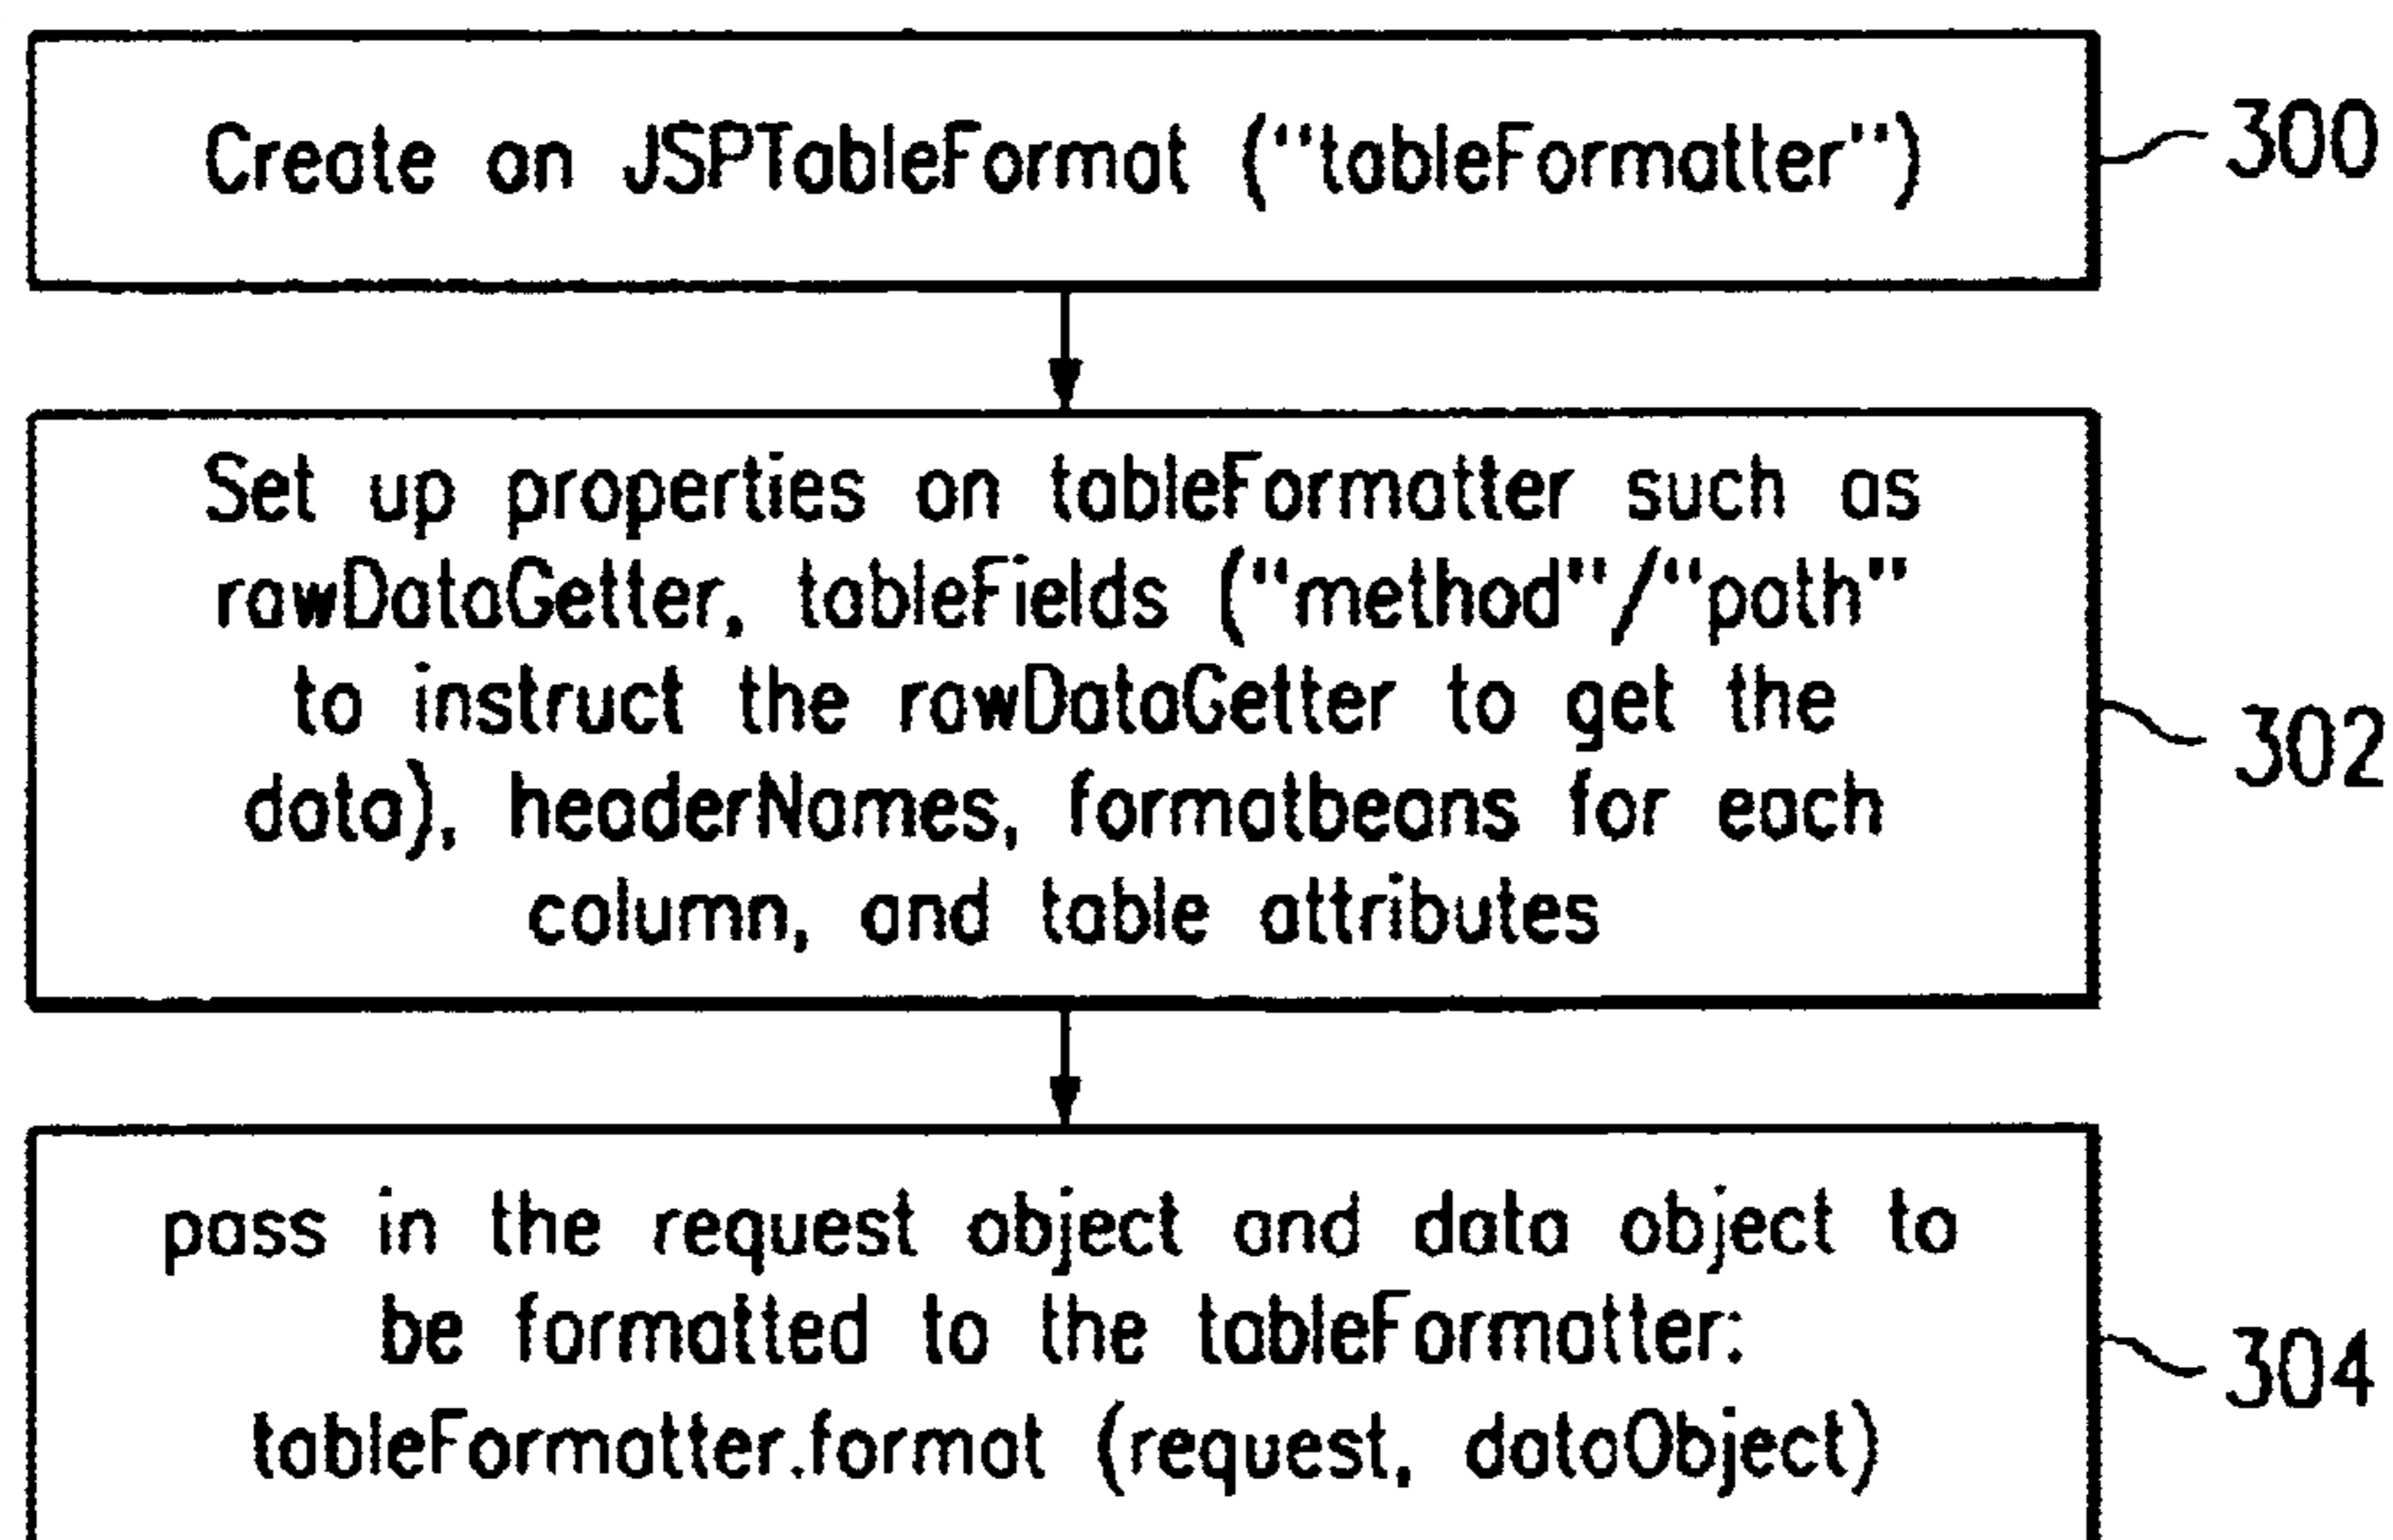 Create an JSPTableFormat (“tableFormatter”)
300
Set up properties on tableFormatter such as
rawDataGetter, tableFields (“method”/“path”
to instruct the rawDataGetter to get the
data), headerNames, formatbeans for each
column, and table attributes
302
pass in the request object and data object to
be formatted to the tableFormatter:
tableFormatter.format (request, dataObject)
304